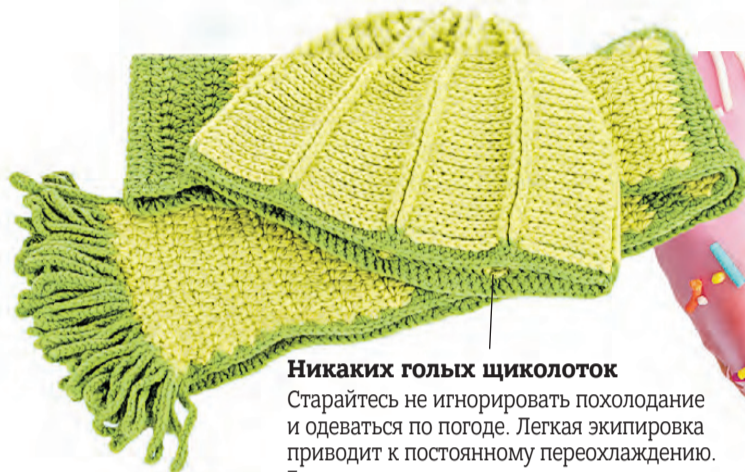 Никаких голых щиколоток
Старайтесь не игнорировать похолодание
и одеваться по погоде. Легкая экипировка
приводит к постоянному переохлаждению.